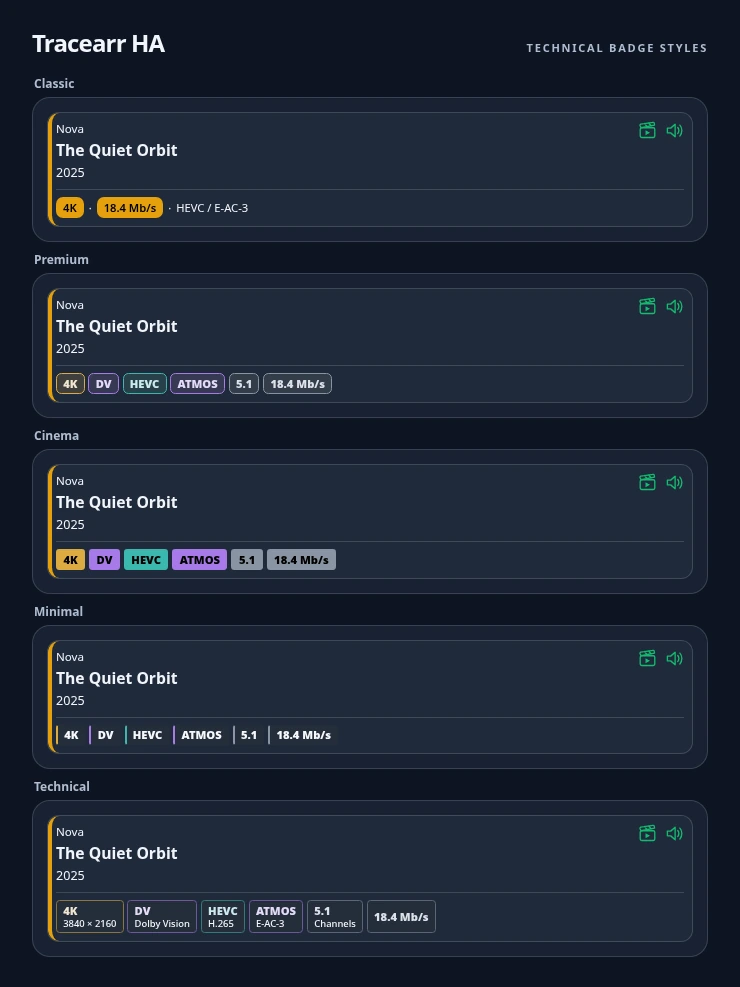 Tracearr HA
TECHNICAL BADGE STYLES
Classic
Nova
The Quiet Orbit
2025
4K · 18.4 Mb/s · HEVC / E-AC-3
Premium
Nova
The Quiet Orbit
2025
4K DV HEVC ATMOS 5.1 18.4 Mb/s
Cinema
Nova
The Quiet Orbit
2025
4K DV HEVC ATMOS 5.1 18.4 Mb/s
Minimal
Nova
The Quiet Orbit
2025
4K DV HEVC ATMOS 5.1 18.4 Mb/s
Technical
Nova
The Quiet Orbit
2025
4K DV HEVC ATMOS 5.1 18.4 Mb/s
3840 × 2160 Dolby Vision H.265 E-AC-3 Channels